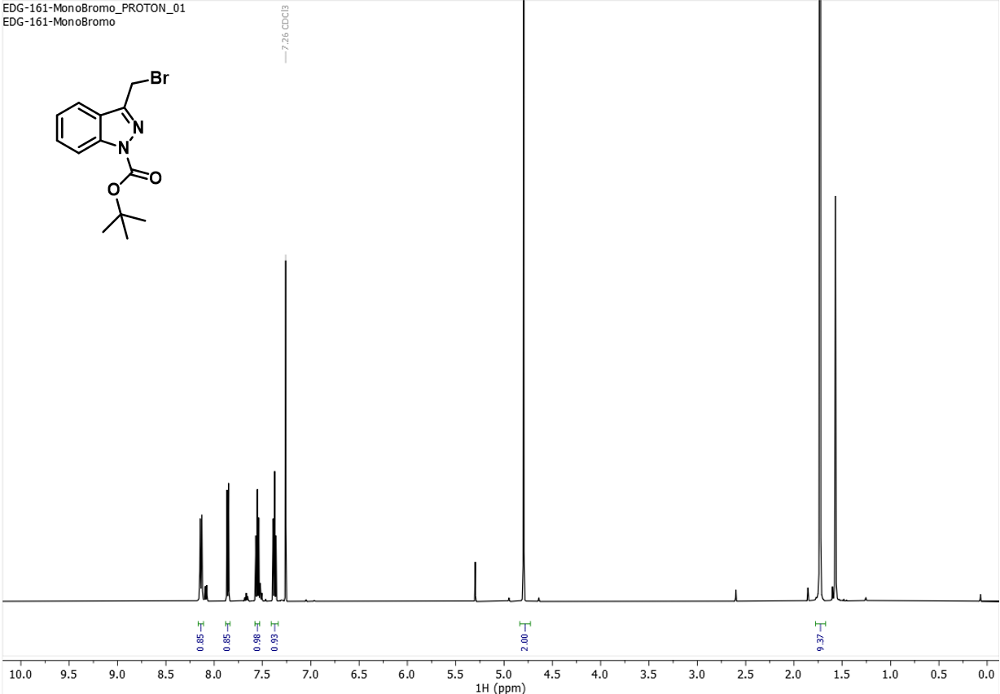 EDG-161-MonoBromo_PROTON_01
EDG-161-MonoBromo
7.26 CDCl3
Br
N
N
O
O
0.85
0.85
0.98
0.93
2.00
9.37
10.0 9.5 9.0 8.5 8.0 7.5 7.0 6.5 6.0 5.5 5.0 4.5 4.0 3.5 3.0 2.5 2.0 1.5 1.0 0.5 0.0
1H (ppm)